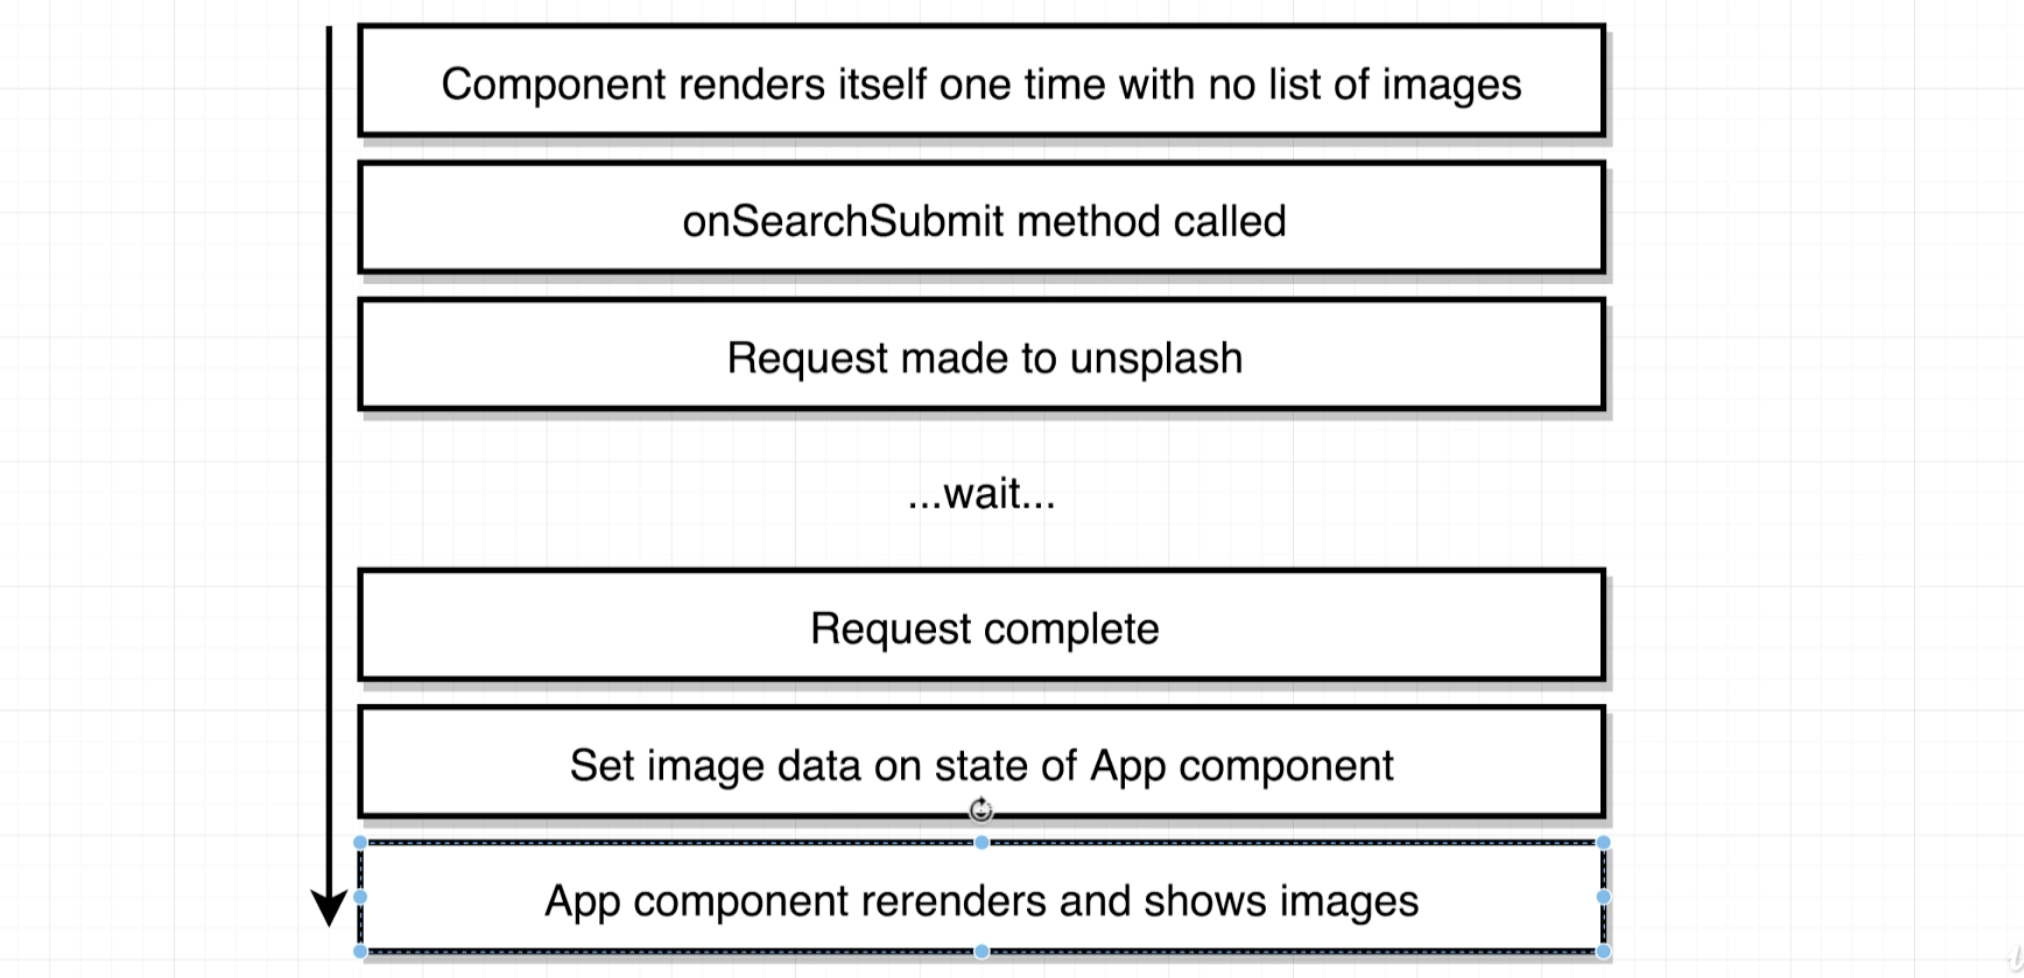 Component renders itself one time with no list of images
onSearchSubmit method called
Request made to unsplash
...wait...
Request complete
Set image data on state of App component
App component rerenders and shows images